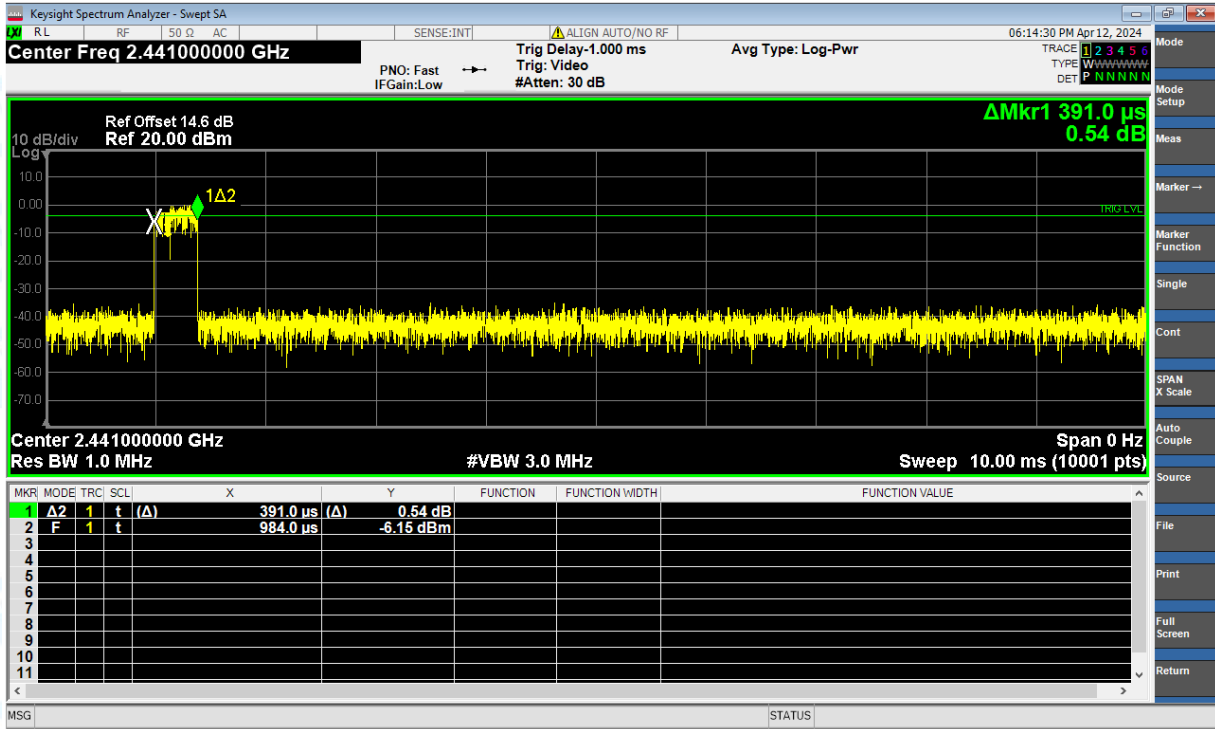 Keysight Spectrum Analyzer - Swept SA
LXI RL RF 50 Ω AC SENSE:INT ALIGN AUTO/NO RF 06:14:30 PM Apr 12, 2024
Center Freq 2.441000000 GHz
PNO: Fast
IFGain:Low
Trig Delay-1.000 ms
Trig: Video
#Atten: 30 dB
Avg Type: Log-Pwr
TRACE 1 2 3 4 5 6
TYPE WWWWWW
DET P N N N N N
ΔMkr1 391.0 µs
0.54 dB
Ref Offset 14.6 dB
10 dB/div Ref 20.00 dBm
Log
10.0
0.00
-10.0
-20.0
-30.0
-40.0
-50.0
-60.0
-70.0
X
1Δ2
TRIG LVL
Center 2.441000000 GHz Span 0 Hz
Res BW 1.0 MHz #VBW 3.0 MHz Sweep 10.00 ms (10001 pts)
MKR MODE TRC SCL X Y FUNCTION FUNCTION WIDTH FUNCTION VALUE
1 Δ2 1 t (Δ) 391.0 µs (Δ) 0.54 dB
2 F 1 t 984.0 µs -6.15 dBm
3
4
5
6
7
8
9
10
11
MSG STATUS
Mode
Mode
Setup
Meas
Marker →
Marker
Function
Single
Cont
SPAN
X Scale
Auto
Couple
Source
File
Print
Full
Screen
Return